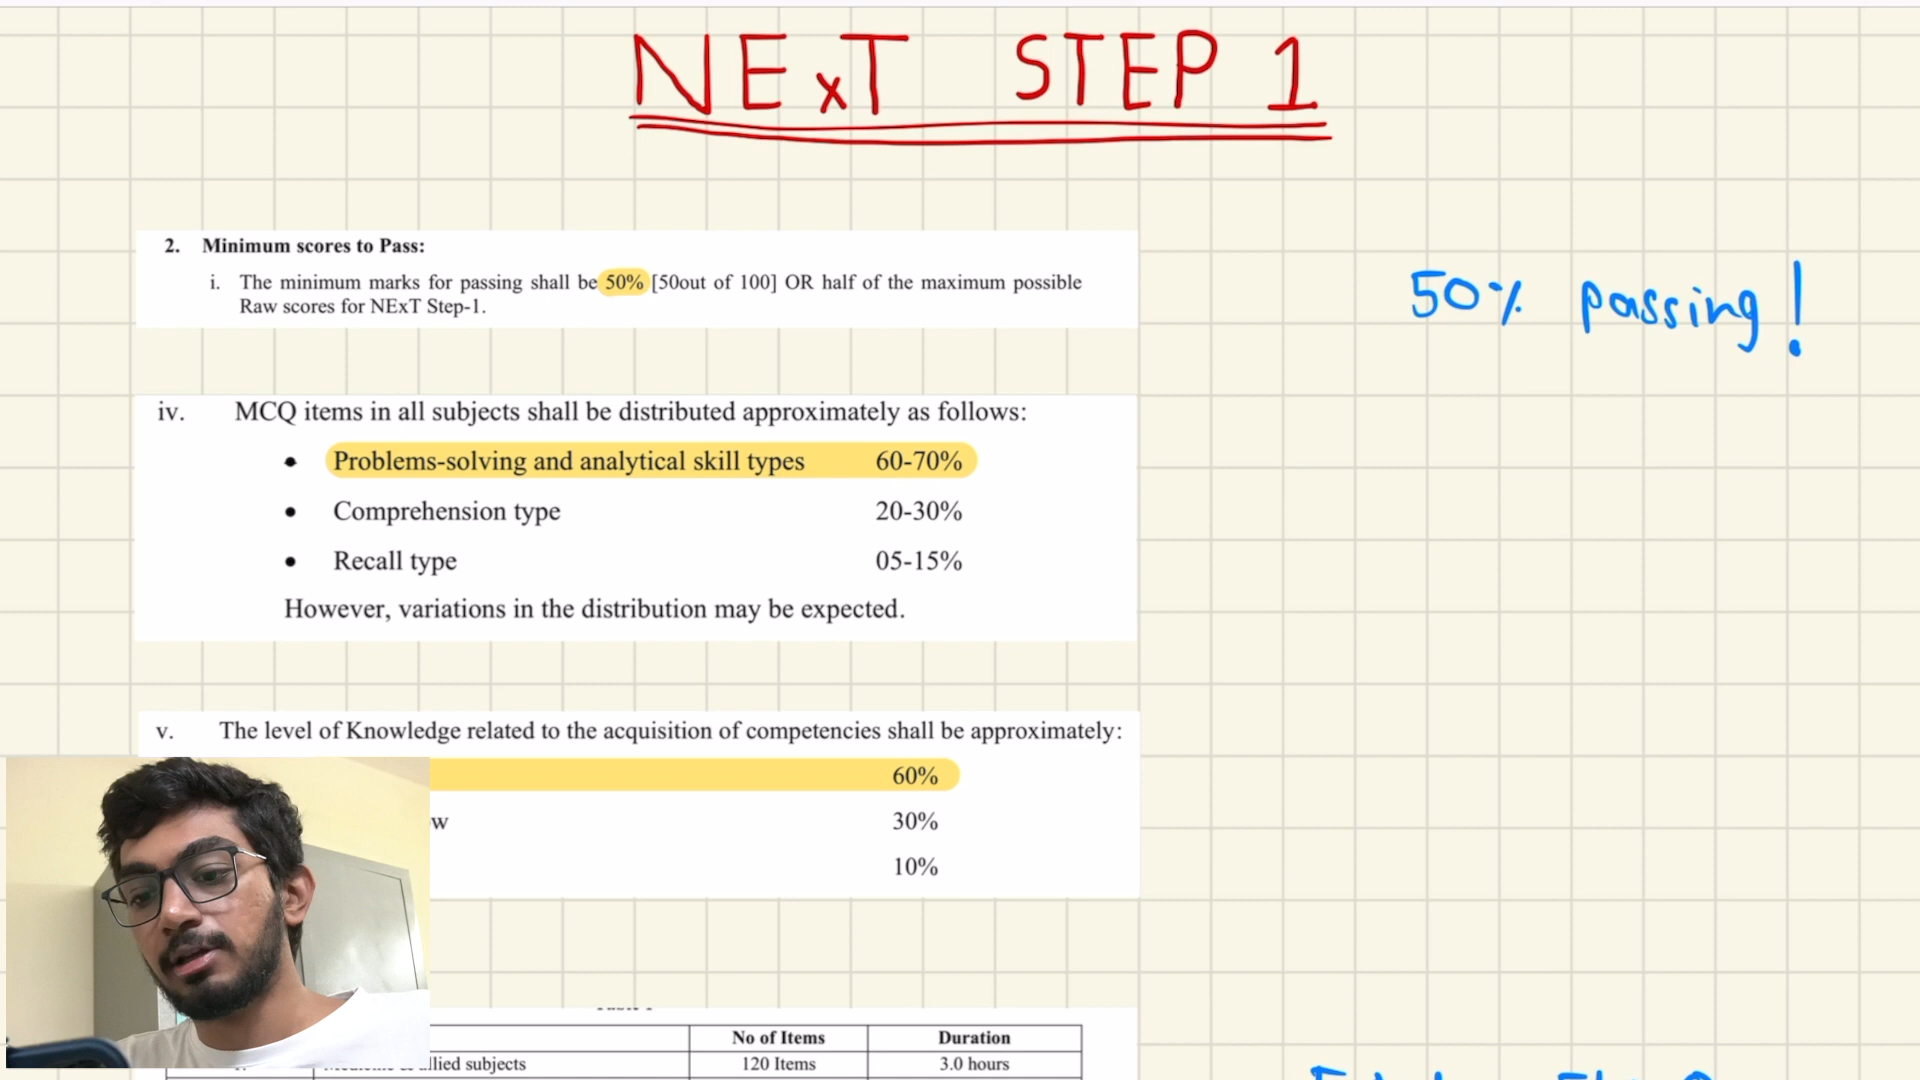 NExT STEP 1
2. Minimum scores to Pass:
i. The minimum marks for passing shall be 50% [50out of 100] OR half of the maximum possible
Raw scores for NExT Step-1.
50% passing!
iv. MCQ items in all subjects shall be distributed approximately as follows:
• Problems-solving and analytical skill types 60-70%
• Comprehension type 20-30%
• Recall type 05-15%
However, variations in the distribution may be expected.
v. The level of Knowledge related to the acquisition of competencies shall be approximately:
60%
w 30%
10%
No of Items Duration
llied subjects 120 Items 3.0 hours